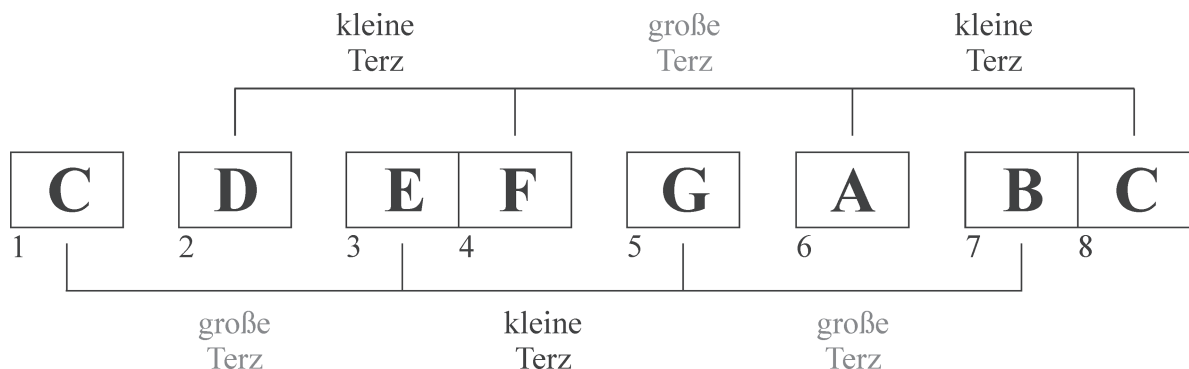 kleine große kleine
Terz Terz Terz
C D E F G A B C
1 2 3 4 5 6 7 8
große kleine große
Terz Terz Terz